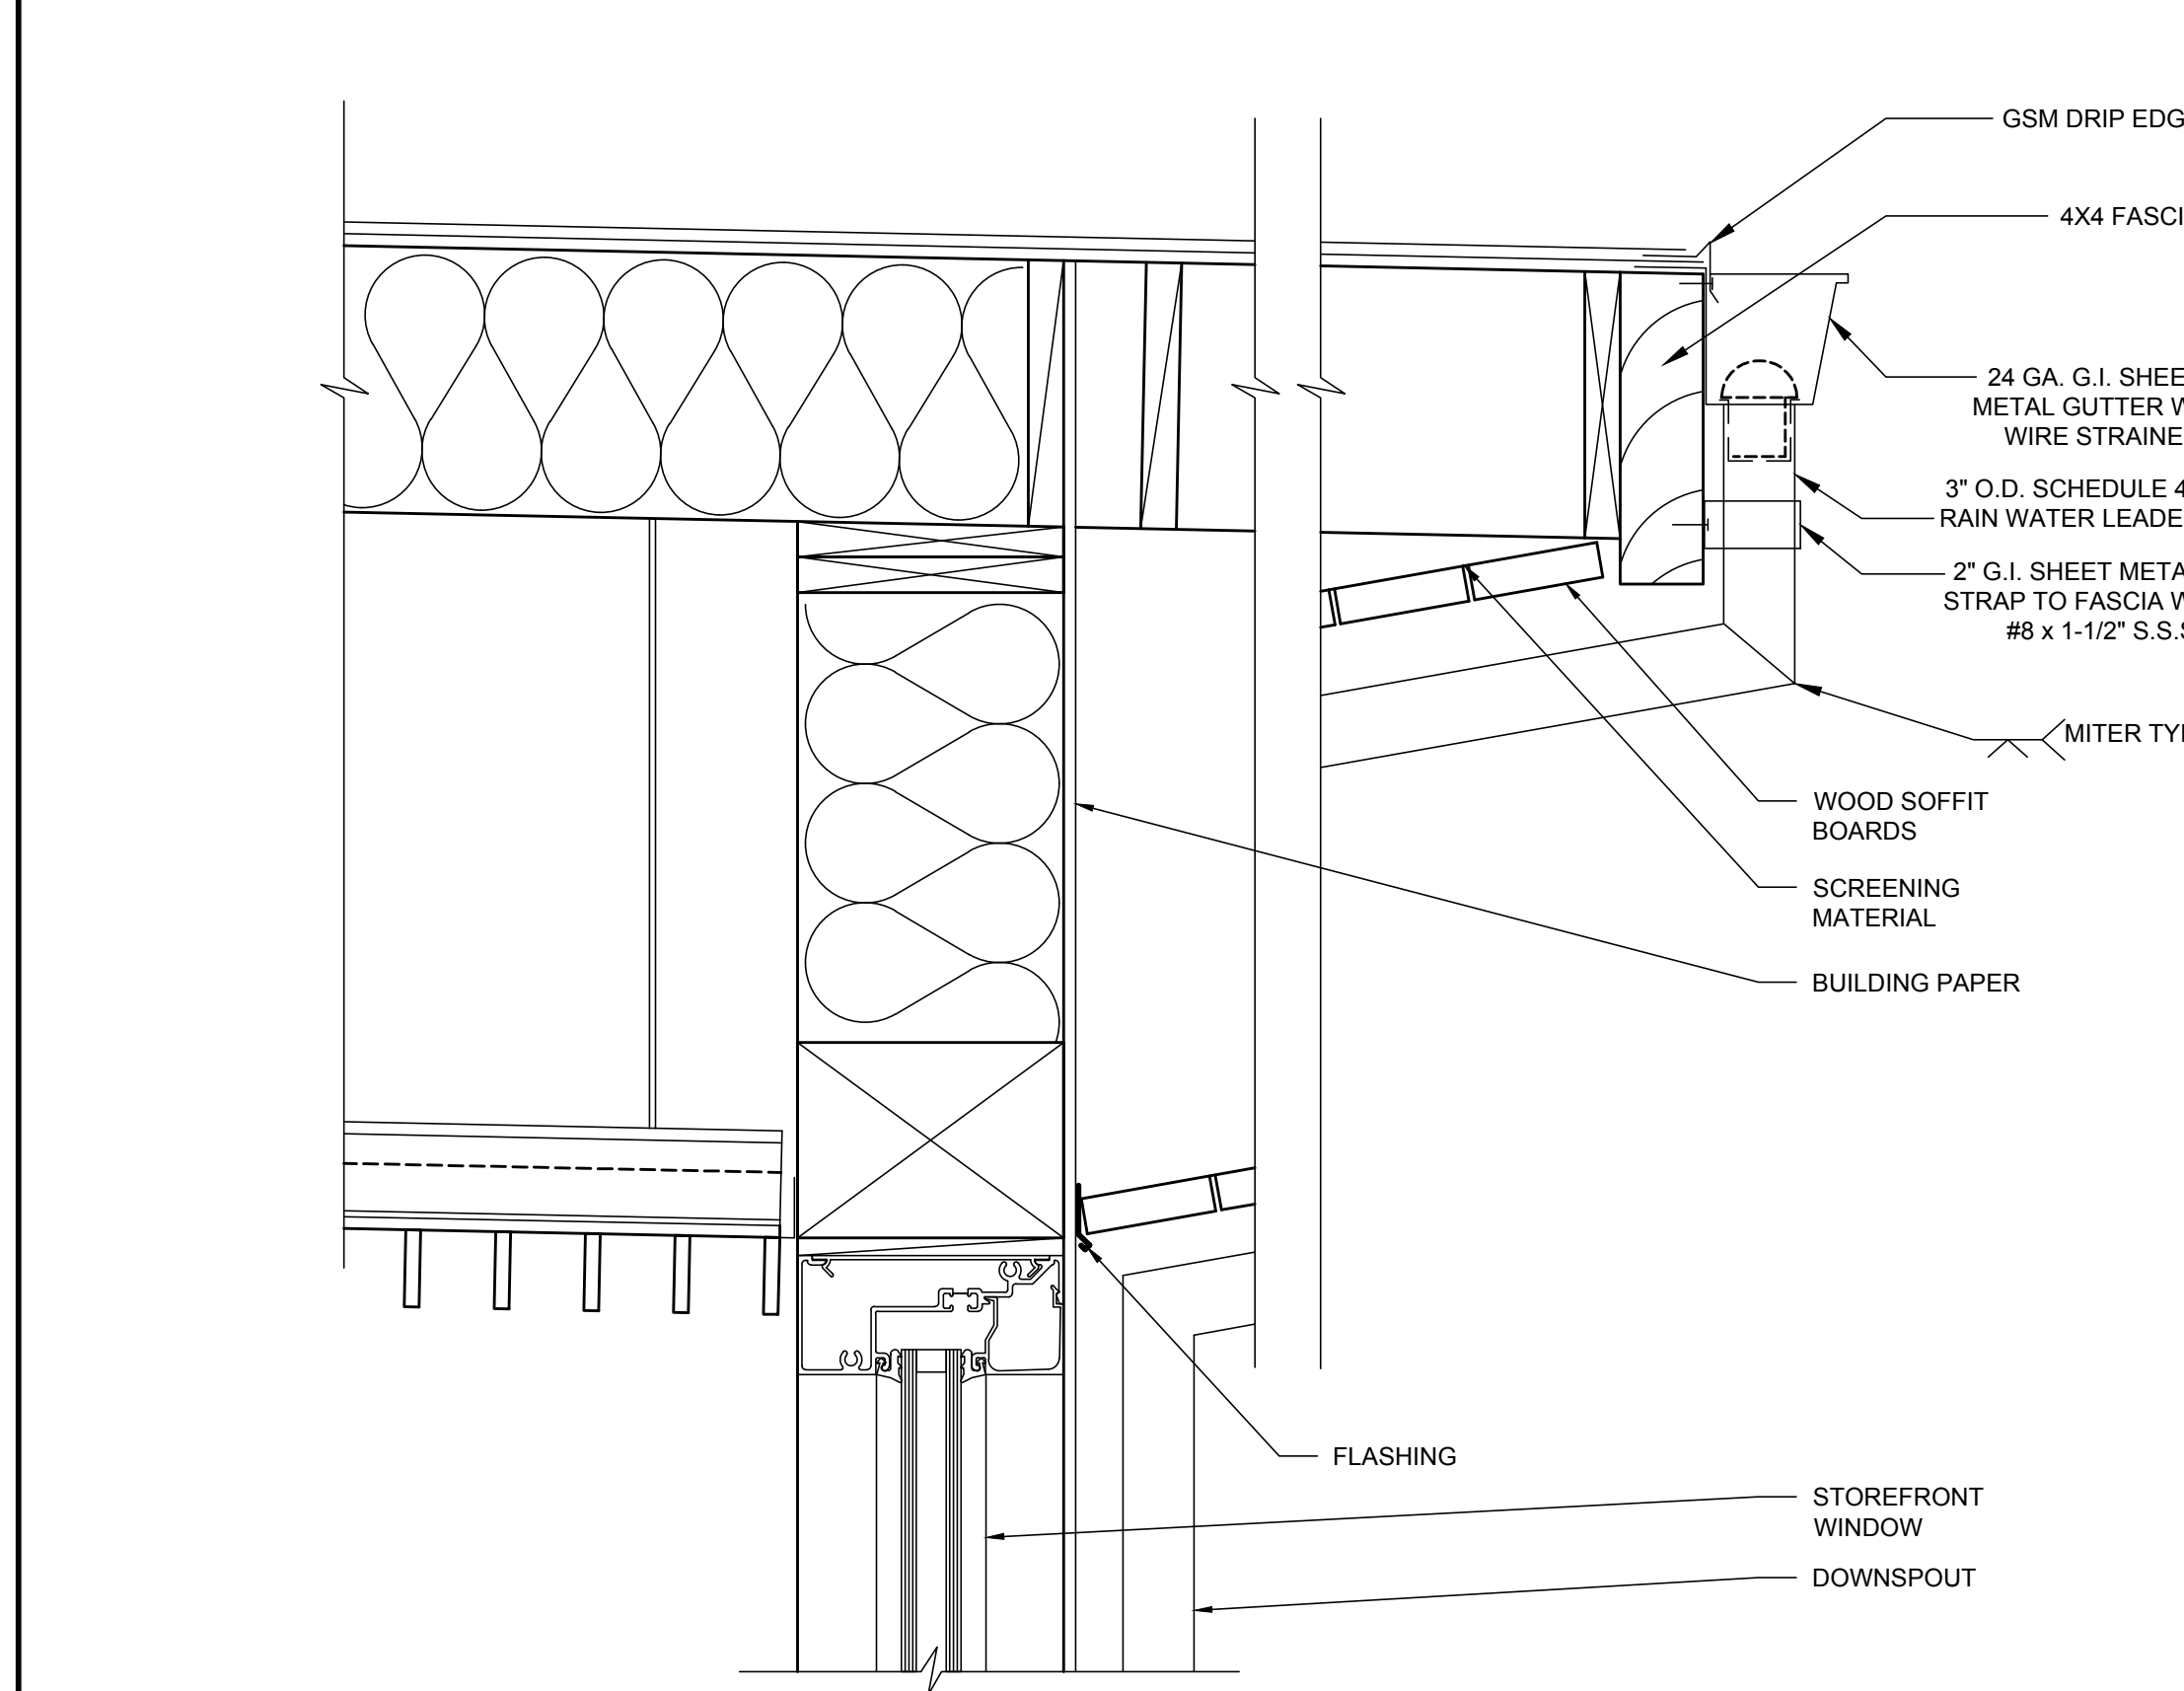 GSM DRIP EDG
4X4 FASCI
24 GA. G.I. SHEE
METAL GUTTER W
WIRE STRAINE
3" O.D. SCHEDULE 4
RAIN WATER LEADE
2" G.I. SHEET META
STRAP TO FASCIA W
#8 x 1-1/2" S.S.S
MITER TY
WOOD SOFFIT
BOARDS
SCREENING
MATERIAL
BUILDING PAPER
FLASHING
STOREFRONT
WINDOW
DOWNSPOUT